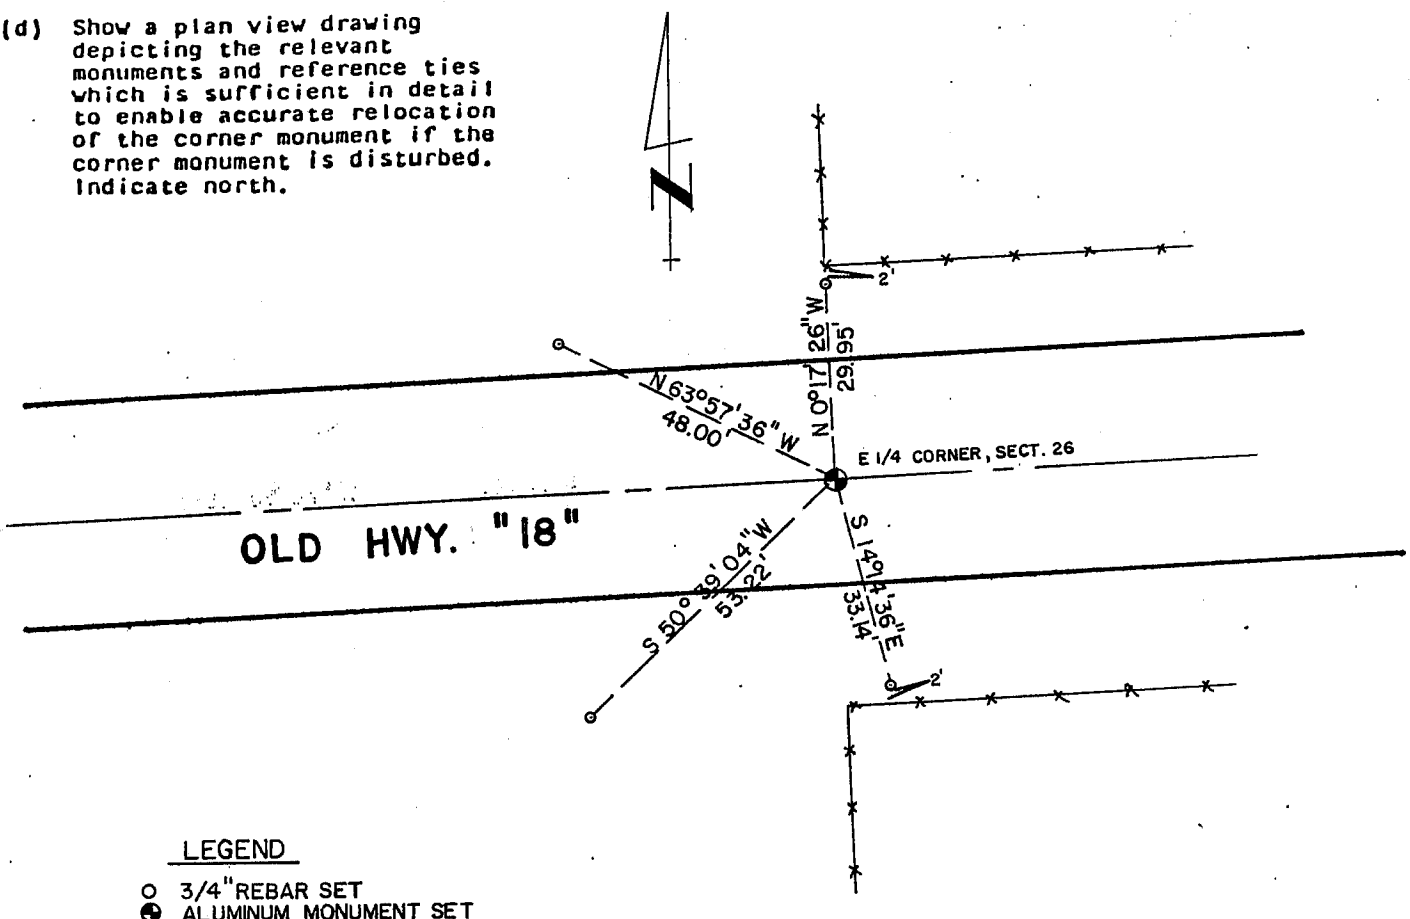 (d) Show a plan view drawing
depicting the relevant
monuments and reference ties
which is sufficient in detail
to enable accurate relocation
of the corner monument if the
corner monument is disturbed.
Indicate north.
N
2'
N 0°17'26"W
29.95'
N 63°57'36"W
48.00'
E 1/4 CORNER, SECT. 26
OLD HWY. "18"
S 50°39'04"W
53.22'
S 14°14'36"E
33.14'
2'
LEGEND
3/4" REBAR SET
ALUMINUM MONUMENT SET